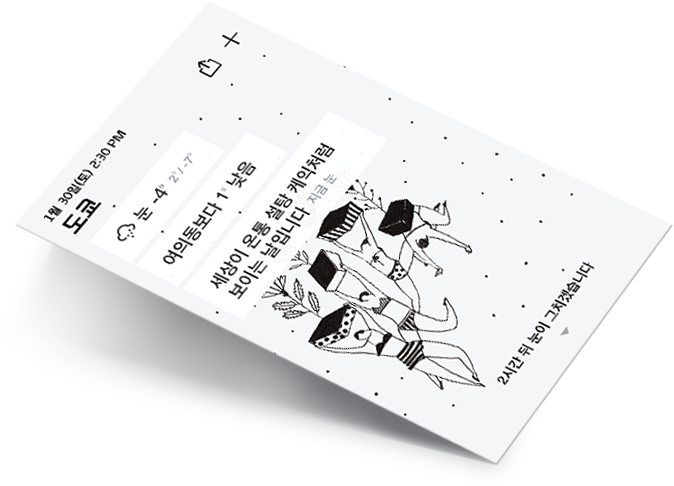 1월 30일(토) 2:30 PM
도쿄
눈 -4° 2°/-7°
여의동보다 1° 낮음
세상이 온통 설탕 케익처럼
보이는 날입니다 지금 눈
2시간 뒤 눈이 그치겠습니다